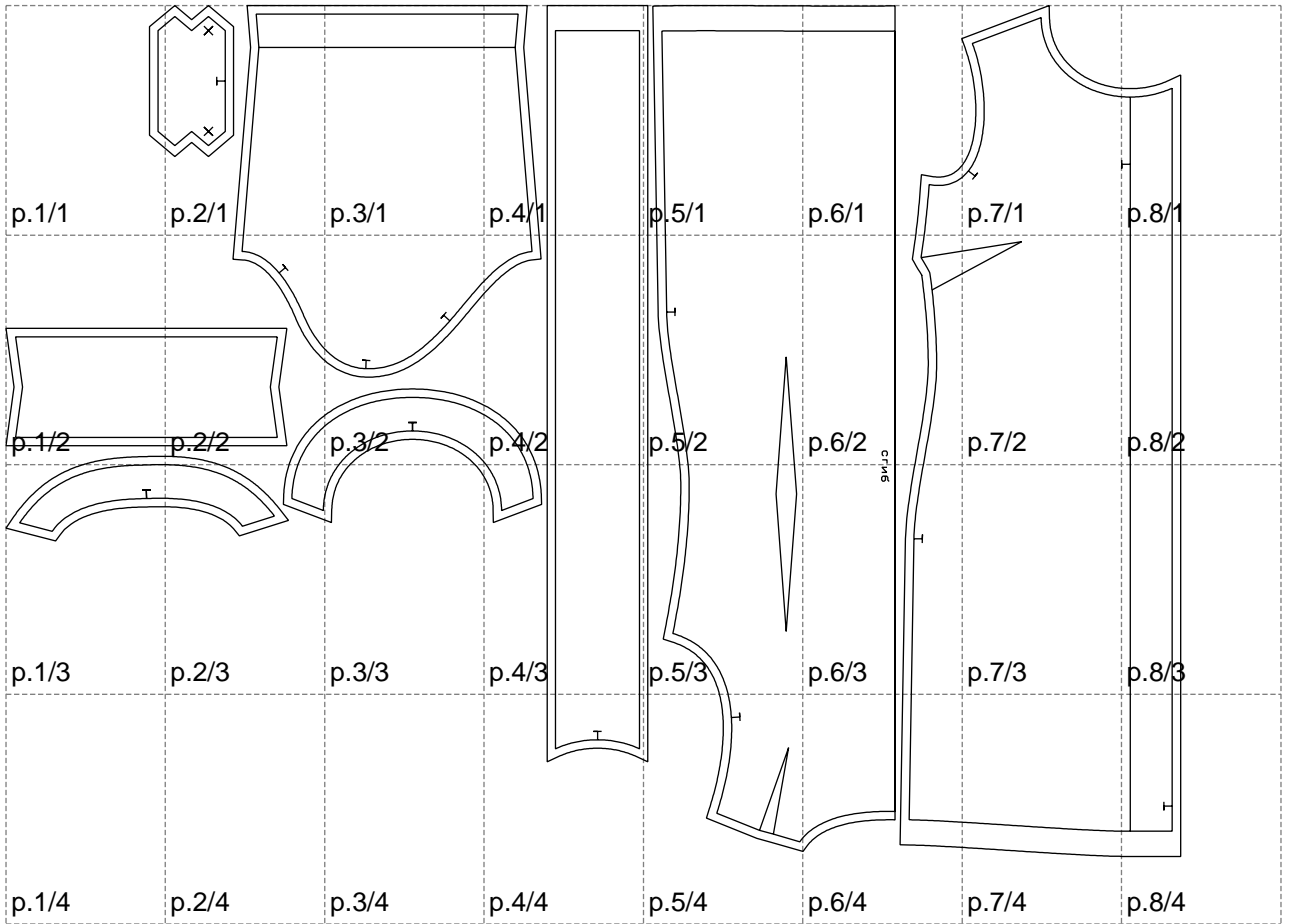 p.1/1 p.2/1 p.3/1 p.4/1 p.5/1 p.6/1 p.7/1 p.8/1
p.1/2 p.2/2 p.3/2 p.4/2 p.5/2 p.6/2 p.7/2 p.8/2
сгиб
p.1/3 p.2/3 p.3/3 p.4/3 p.5/3 p.6/3 p.7/3 p.8/3
p.1/4 p.2/4 p.3/4 p.4/4 p.5/4 p.6/4 p.7/4 p.8/4